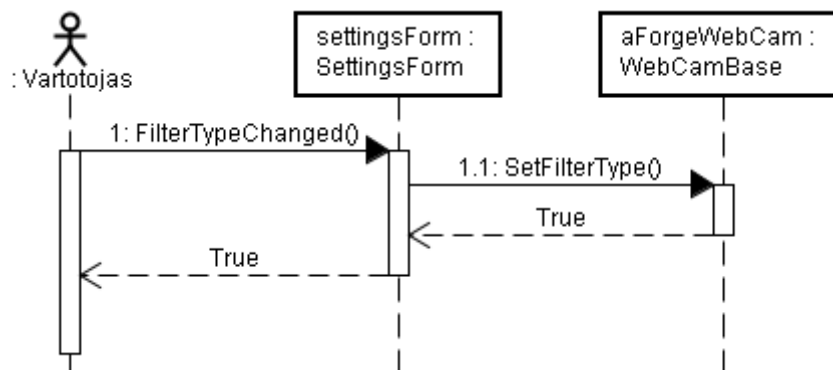 settingsForm :
SettingsForm
aForgeWebCam :
WebCamBase
: Vartotojas
1: FilterTypeChanged()
1.1: SetFilterType()
True
True